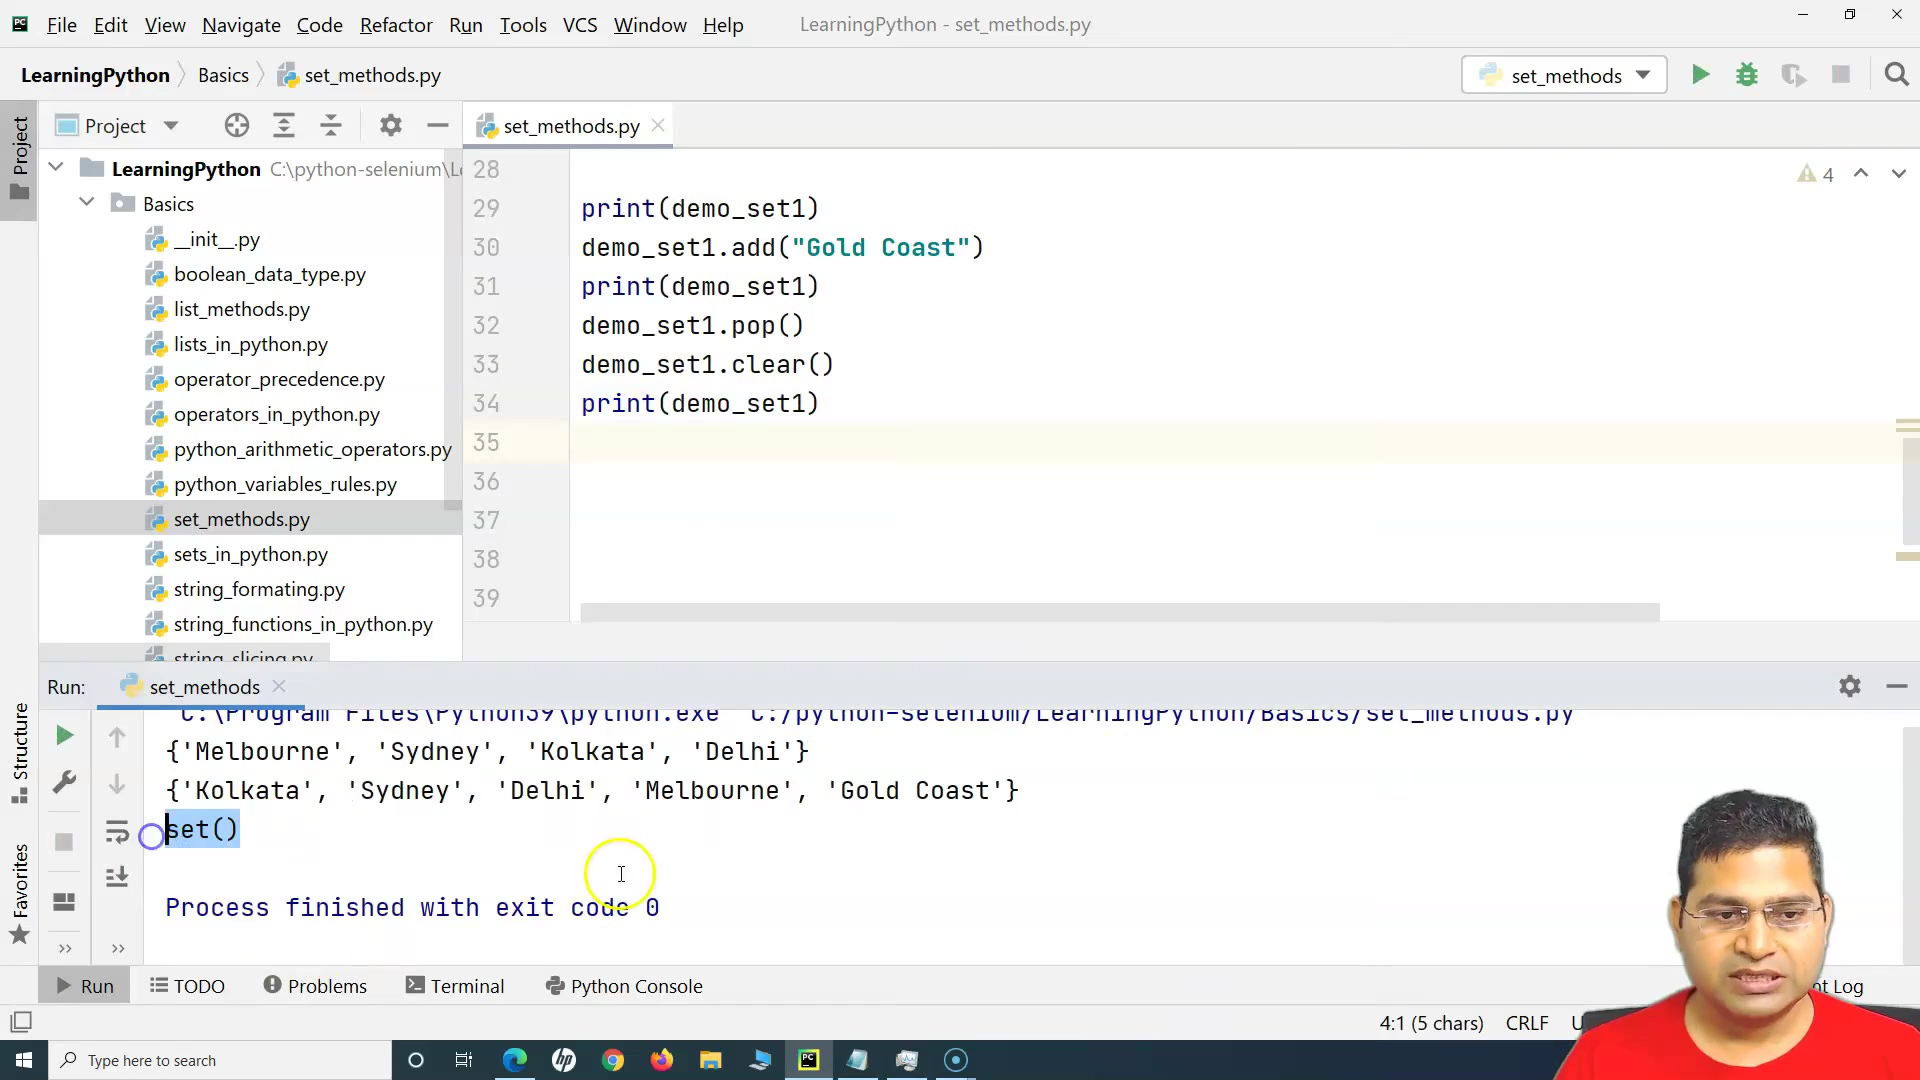 File Edit View Navigate Code Refactor Run Tools VCS Window Help LearningPython - set_methods.py
LearningPython Basics set_methods.py set_methods
Project set_methods.py
Project
LearningPython C:\python-selenium\L
Basics
__init__.py
boolean_data_type.py
list_methods.py
lists_in_python.py
operator_precedence.py
operators_in_python.py
python_arithmetic_operators.py
python_variables_rules.py
set_methods.py
sets_in_python.py
string_formating.py
string_functions_in_python.py
string_slicing.py
28
29 print(demo_set1)
30 demo_set1.add("Gold Coast")
31 print(demo_set1)
32 demo_set1.pop()
33 demo_set1.clear()
34 print(demo_set1)
35
36
37
38
39
4
Run: set_methods
"C:\Program Files\Python39\python.exe" C:/python-selenium/LearningPython/Basics/set_methods.py
{'Melbourne', 'Sydney', 'Kolkata', 'Delhi'}
{'Kolkata', 'Sydney', 'Delhi', 'Melbourne', 'Gold Coast'}
set()
Process finished with exit code 0
Structure
Favorites
Run TODO Problems Terminal Python Console nt Log
4:1 (5 chars) CRLF U
Type here to search